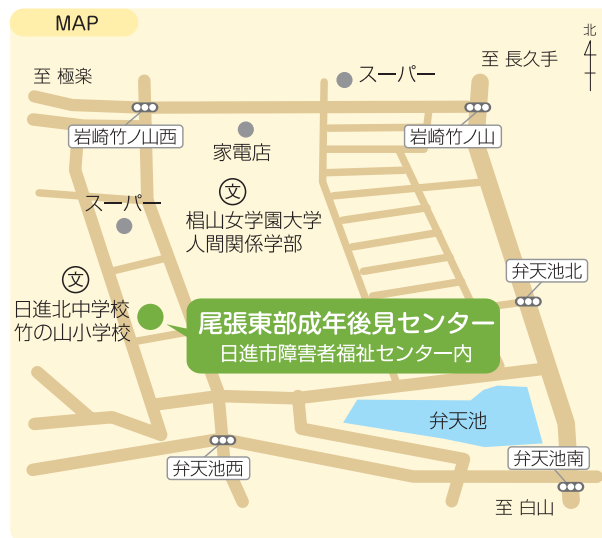 MAP
北
至 長久手
スーパー
至 極楽
岩崎竹ノ山西
岩崎竹ノ山
家電店
文
スーパー
椙山女学園大学
人間関係学部
文
弁天池北
日進北中学校
竹の山小学校
尾張東部成年後見センター
日進市障害者福祉センター内
弁天池
弁天池西
弁天池南
至 白山